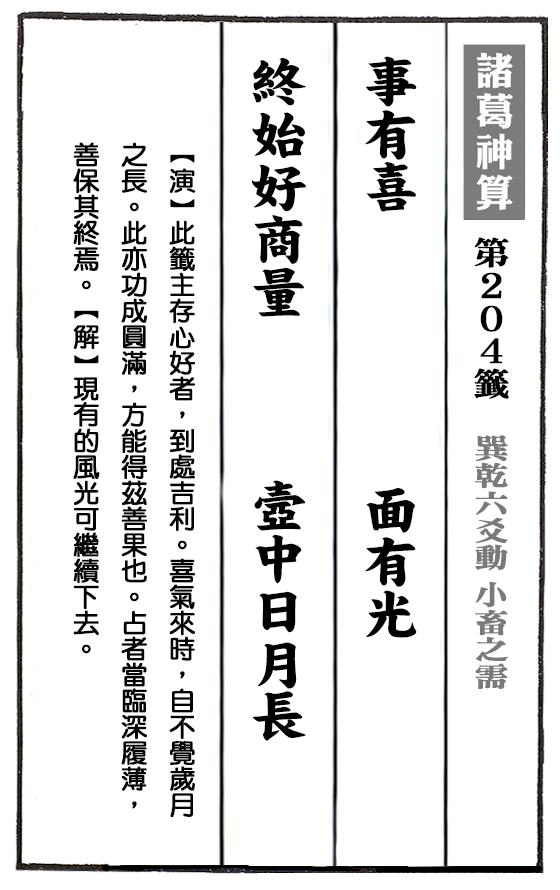 諸葛神算 第204籤 巽乾六爻動 小畜之需
事有喜 面有光
終始好商量 壺中日月長
【演】此籤主存心好者，到處吉利。喜氣來時，自不覺歲月
之長。此亦功成圓滿，方能得茲善果也。占者當臨深履薄，
善保其終焉。【解】現有的風光可繼續下去。